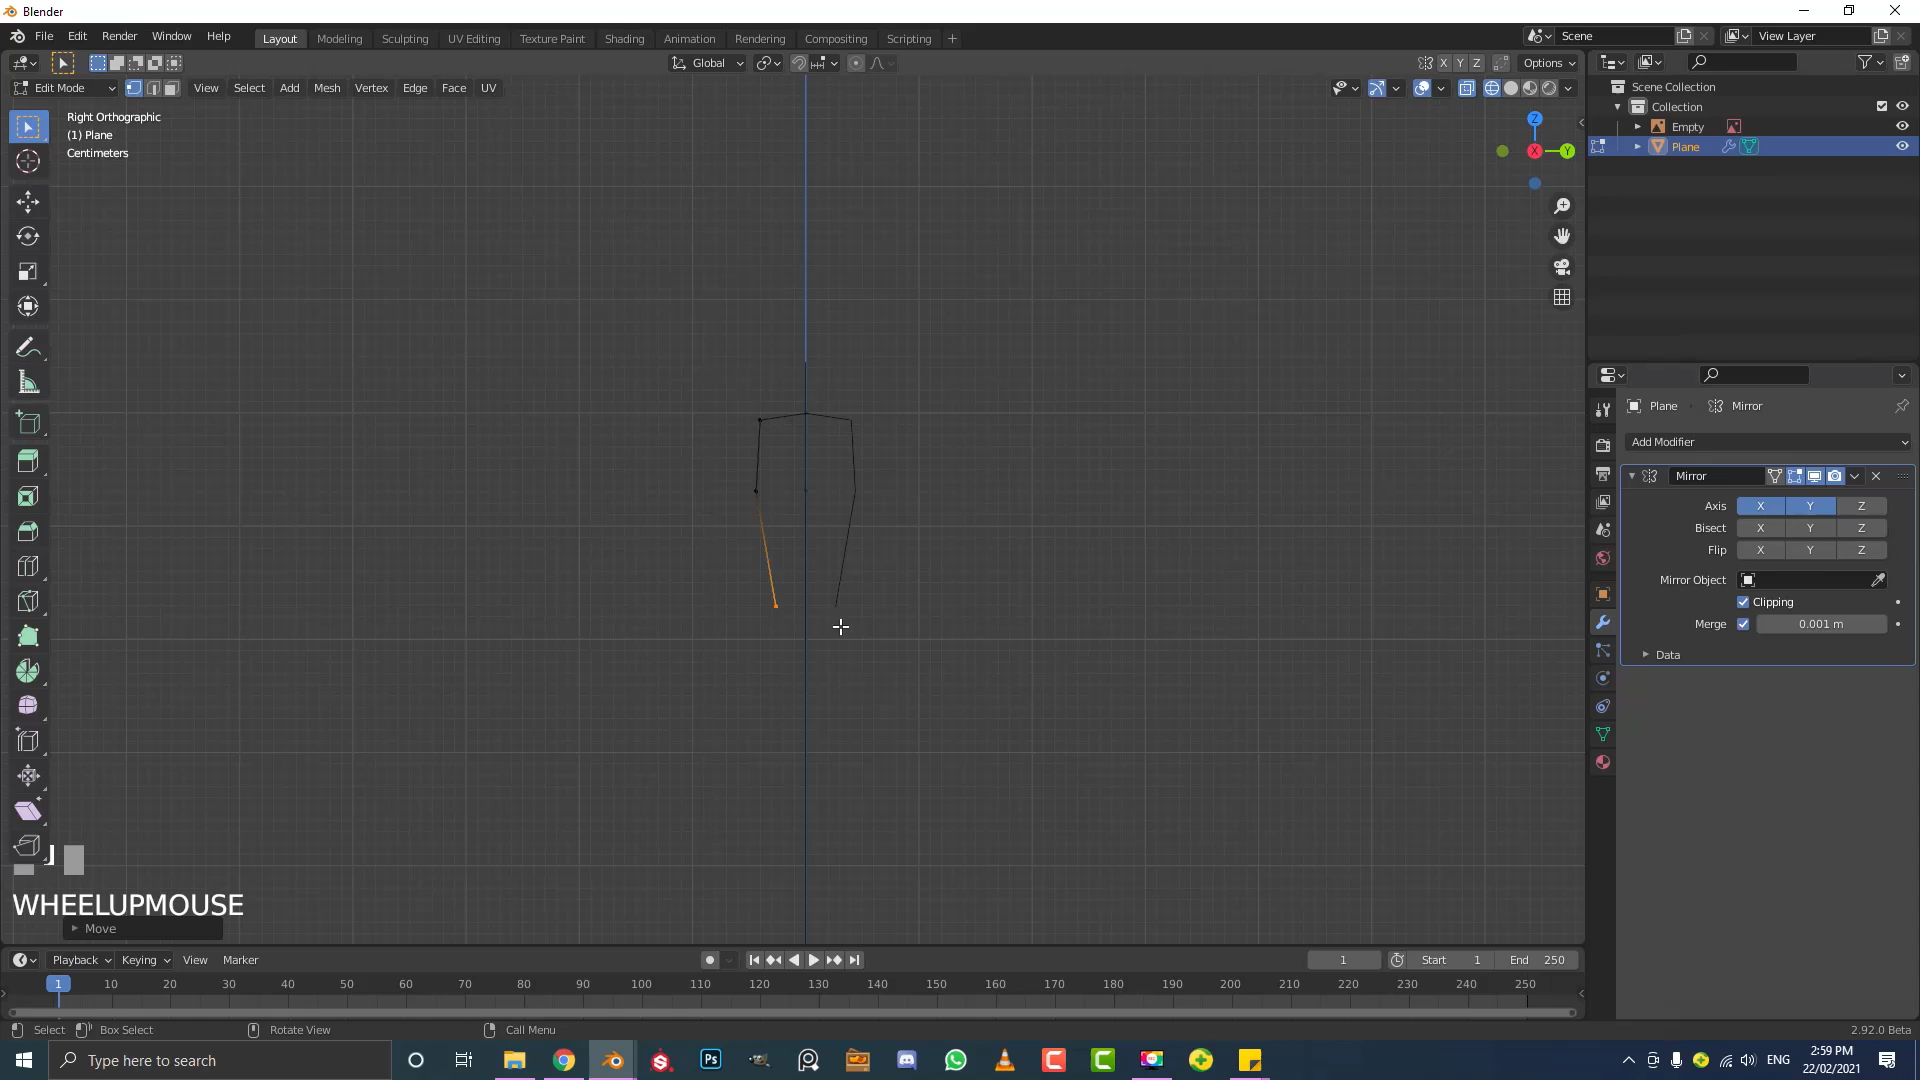 Blender
File Edit Render Window Help
Layout Modeling Sculpting UV Editing Texture Paint Shading Animation Rendering Compositing Scripting
Scene
View Layer
Global
X Y Z
Options
Edit Mode
View Select Add Mesh Vertex Edge Face UV
Right Orthographic
(1) Plane
Centimeters
Z
X
Y
Scene Collection
Collection
Empty
Plane
Plane
Mirror
Add Modifier
Mirror
Axis X Y Z
Bisect X Y Z
Flip X Y Z
Mirror Object
Clipping
Merge 0.001 m
Data
WHEELUPMOUSE
Move
Playback Keying View Marker
1
Start 1
End 250
1 10 20 30 40 50 60 70 80 90 100 110 120 130 140 150 160 170 180 190 200 210 220 230 240 250
Select Box Select Rotate View Call Menu
2.92.0 Beta
Type here to search
Ps
ENG
2:59 PM
22/02/2021